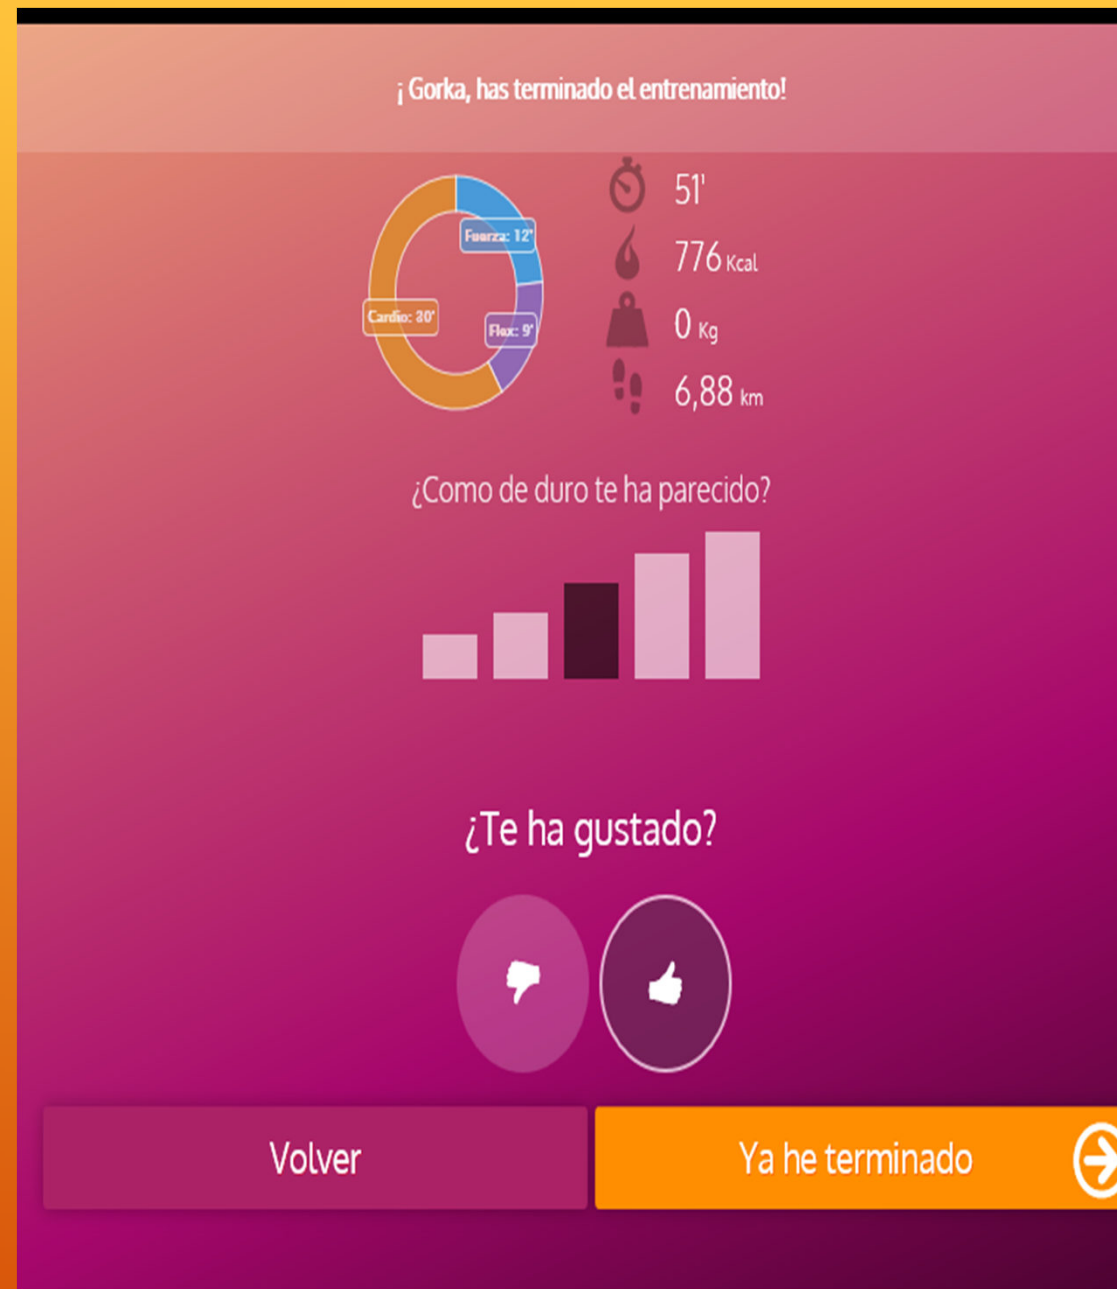 ¡ Gorka, has terminado el entrenamiento!
51'
Fuerza: 12'
776 Kcal
Cardio: 30'
Flex: 9'
0 Kg
6,88 km
¿Como de duro te ha parecido?
¿Te ha gustado?
Volver
Ya he terminado